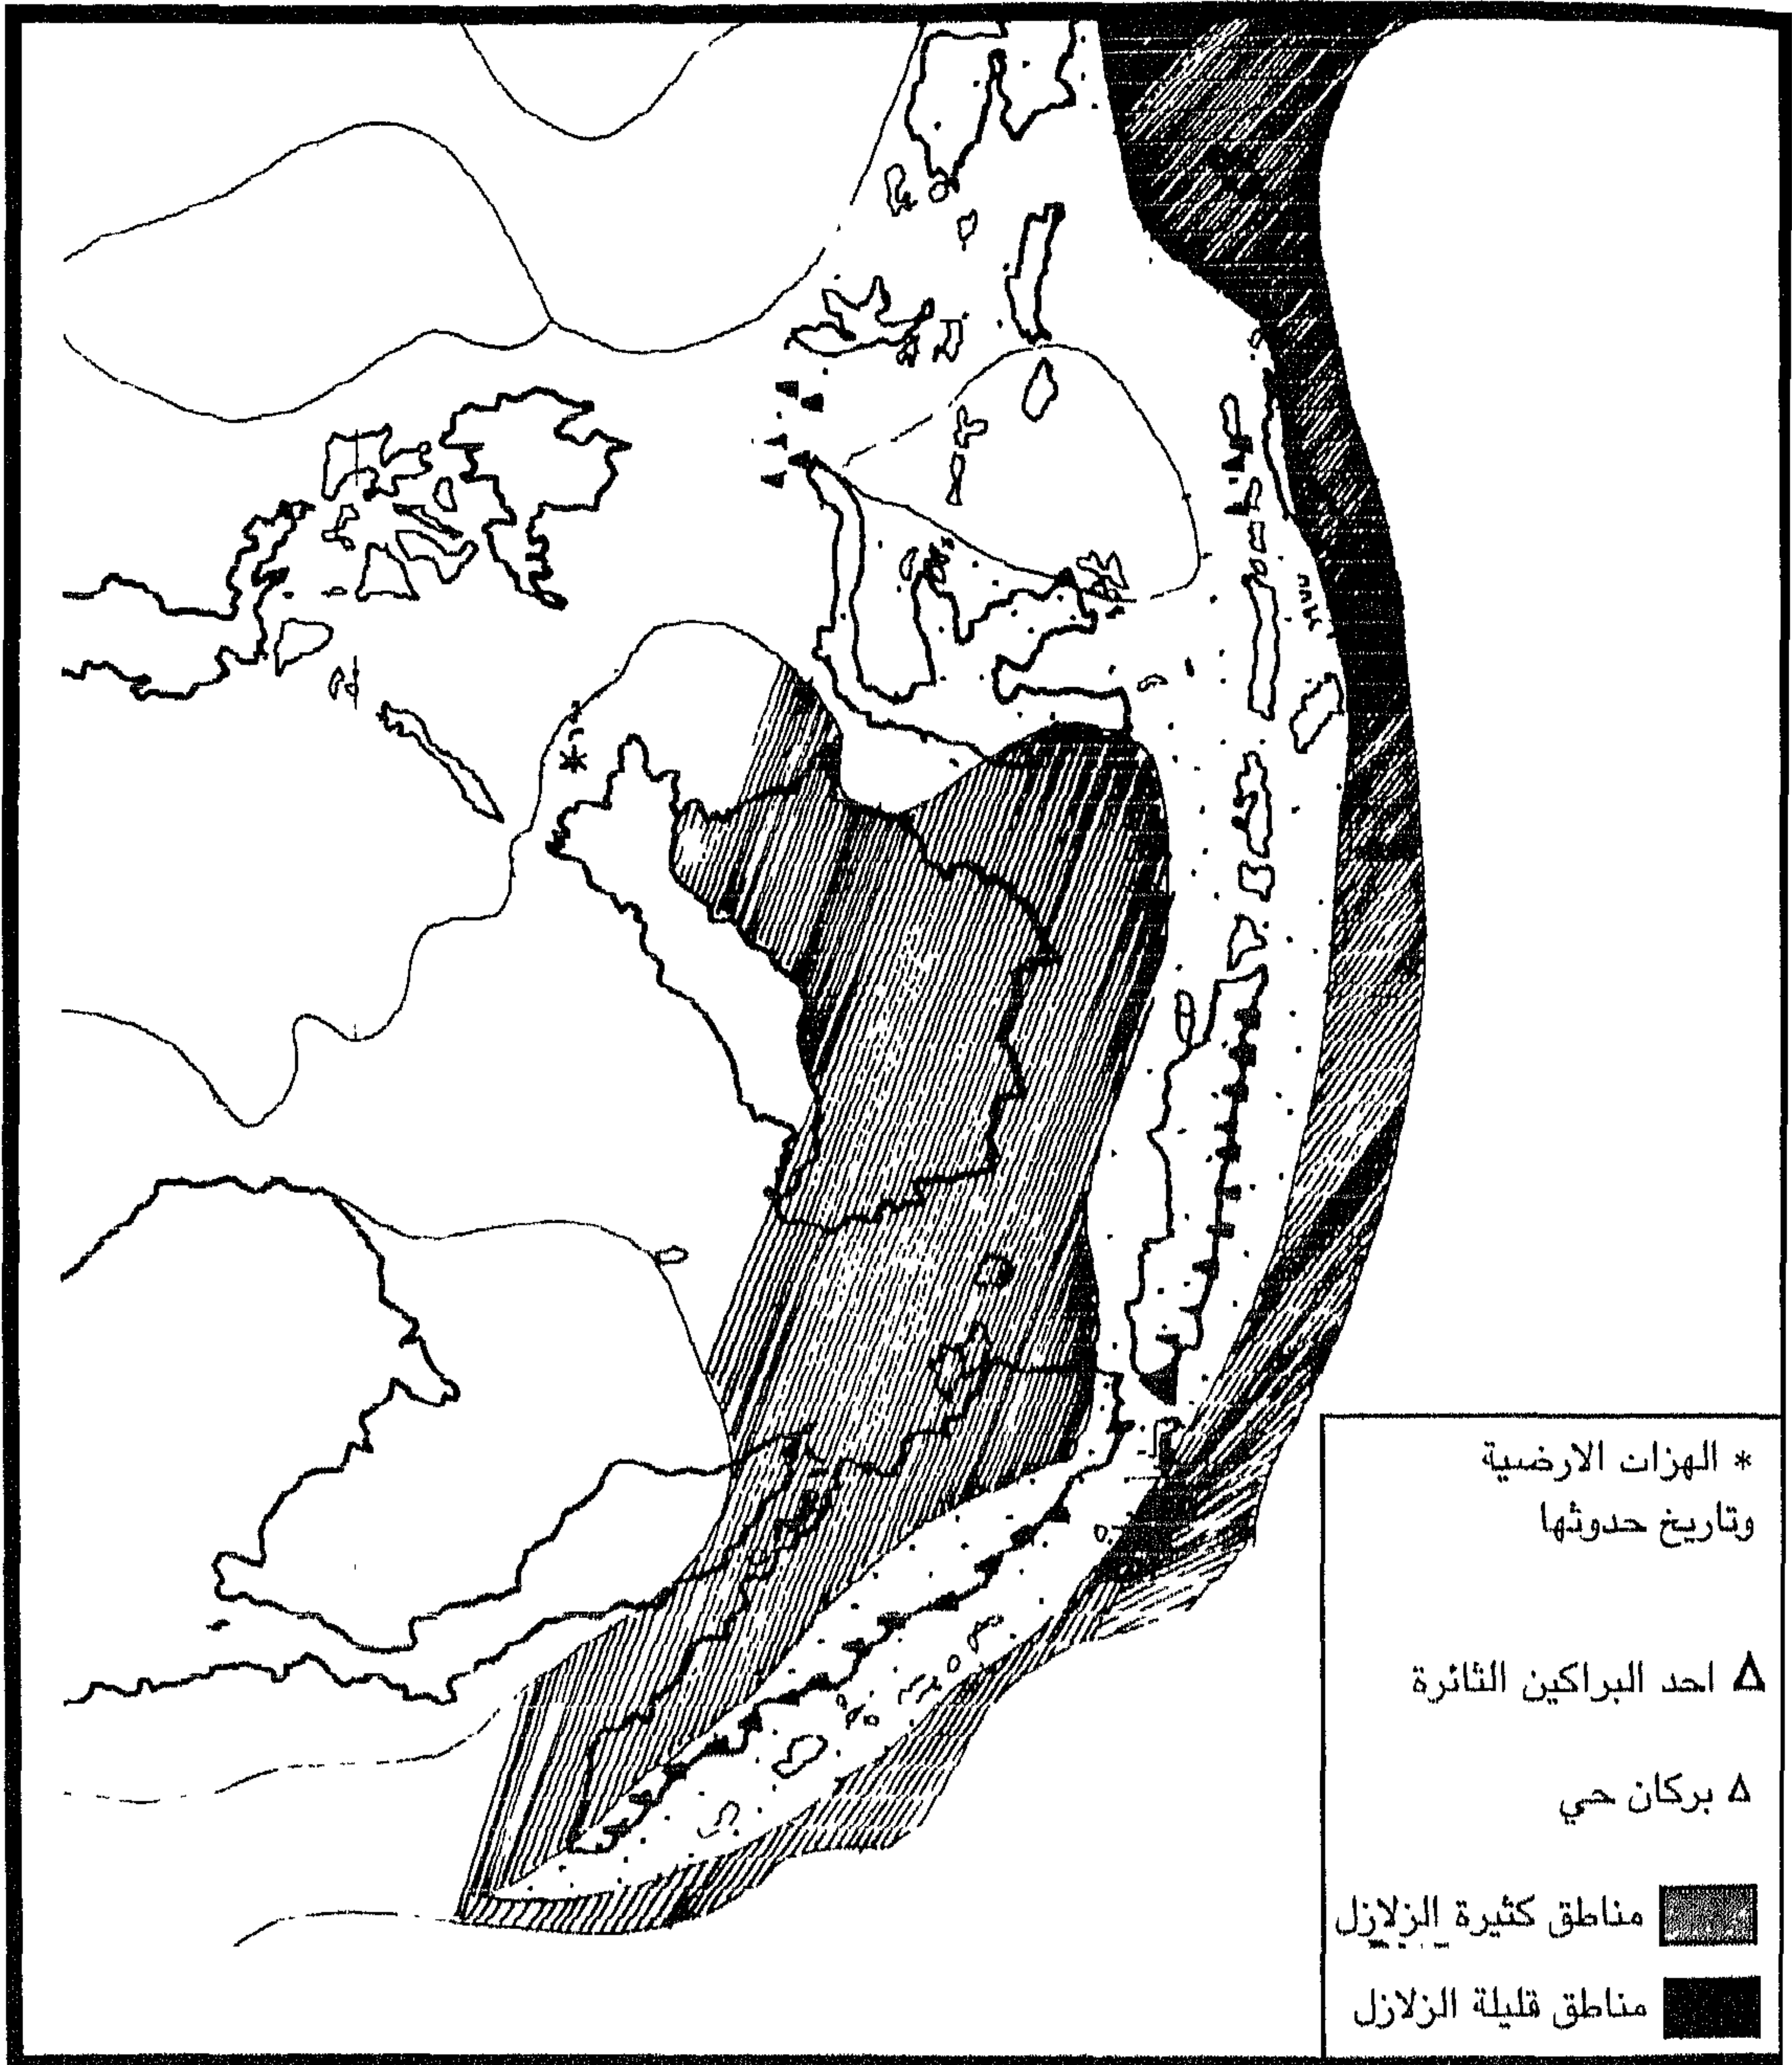 * الهزات الارضية
وتاريخ حدوثها
△ احد البراكين الثائرة
△ بركان حي
مناطق كثيرة الزلازل
مناطق قليلة الزلازل